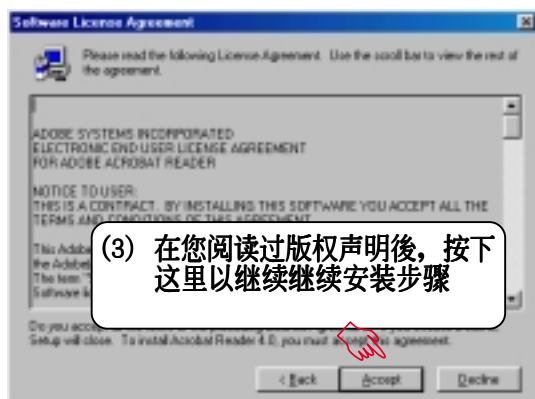 Software License Agreement
Please read the following License Agreement. Use the scroll bar to view the rest of
the agreement.
ADOBE SYSTEMS INCORPORATED
ELECTRONIC END USER LICENSE AGREEMENT
FOR ADOBE ACROBAT READER
NOTICE TO USER:
THIS IS A CONTRACT. BY INSTALLING THIS SOFTWARE YOU ACCEPT ALL THE
TERMS AND CONDITIONS OF THIS AGREEMENT
This Adobe
the Adobe
The term
Software
(3) 在您阅读过版权声明後，按下
这里以继续继续安装步骤
Do you accept
Setup will close. To install Acrobat Reader 4.0, you must accept this agreement.
< Back
Accept
Decline